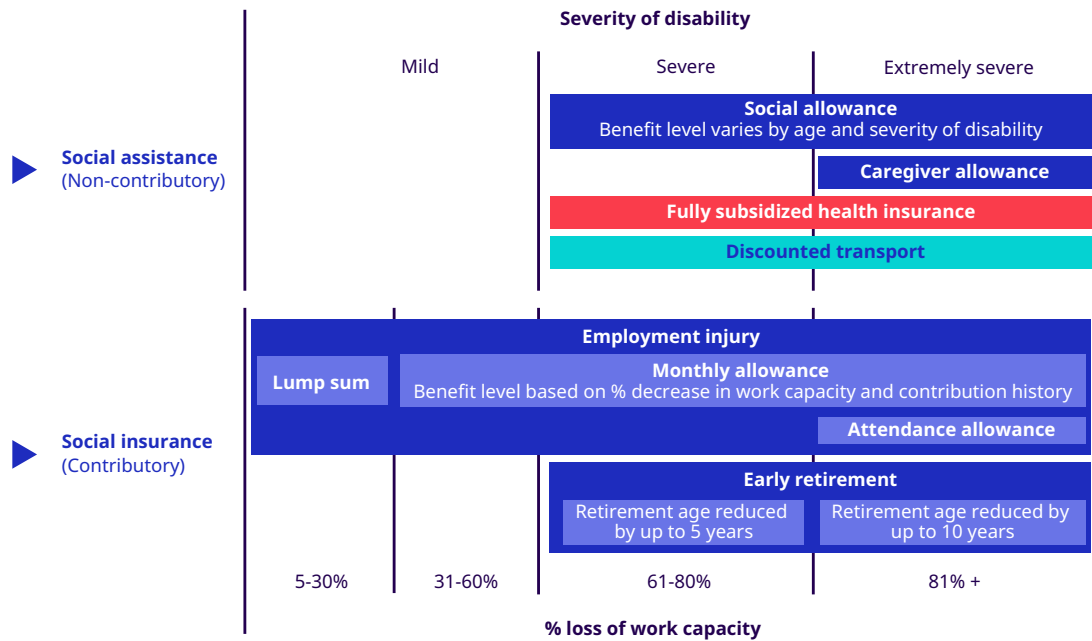 Severity of disability
Mild
Severe
Extremely severe
Social assistance
(Non-contributory)
Social allowance
Benefit level varies by age and severity of disability
Caregiver allowance
Fully subsidized health insurance
Discounted transport
Social insurance
(Contributory)
Employment injury
Lump sum
Monthly allowance
Benefit level based on % decrease in work capacity and contribution history
Attendance allowance
Early retirement
Retirement age reduced
by up to 5 years
Retirement age reduced by
up to 10 years
5-30%
31-60%
61-80%
81% +
% loss of work capacity